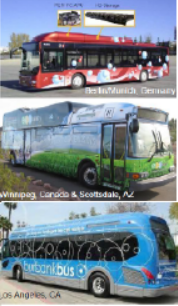 Berlin/Munich, Germany
Winnipeg, Canada & Scottsdale, AZ
burbankbus
Los Angeles, CA